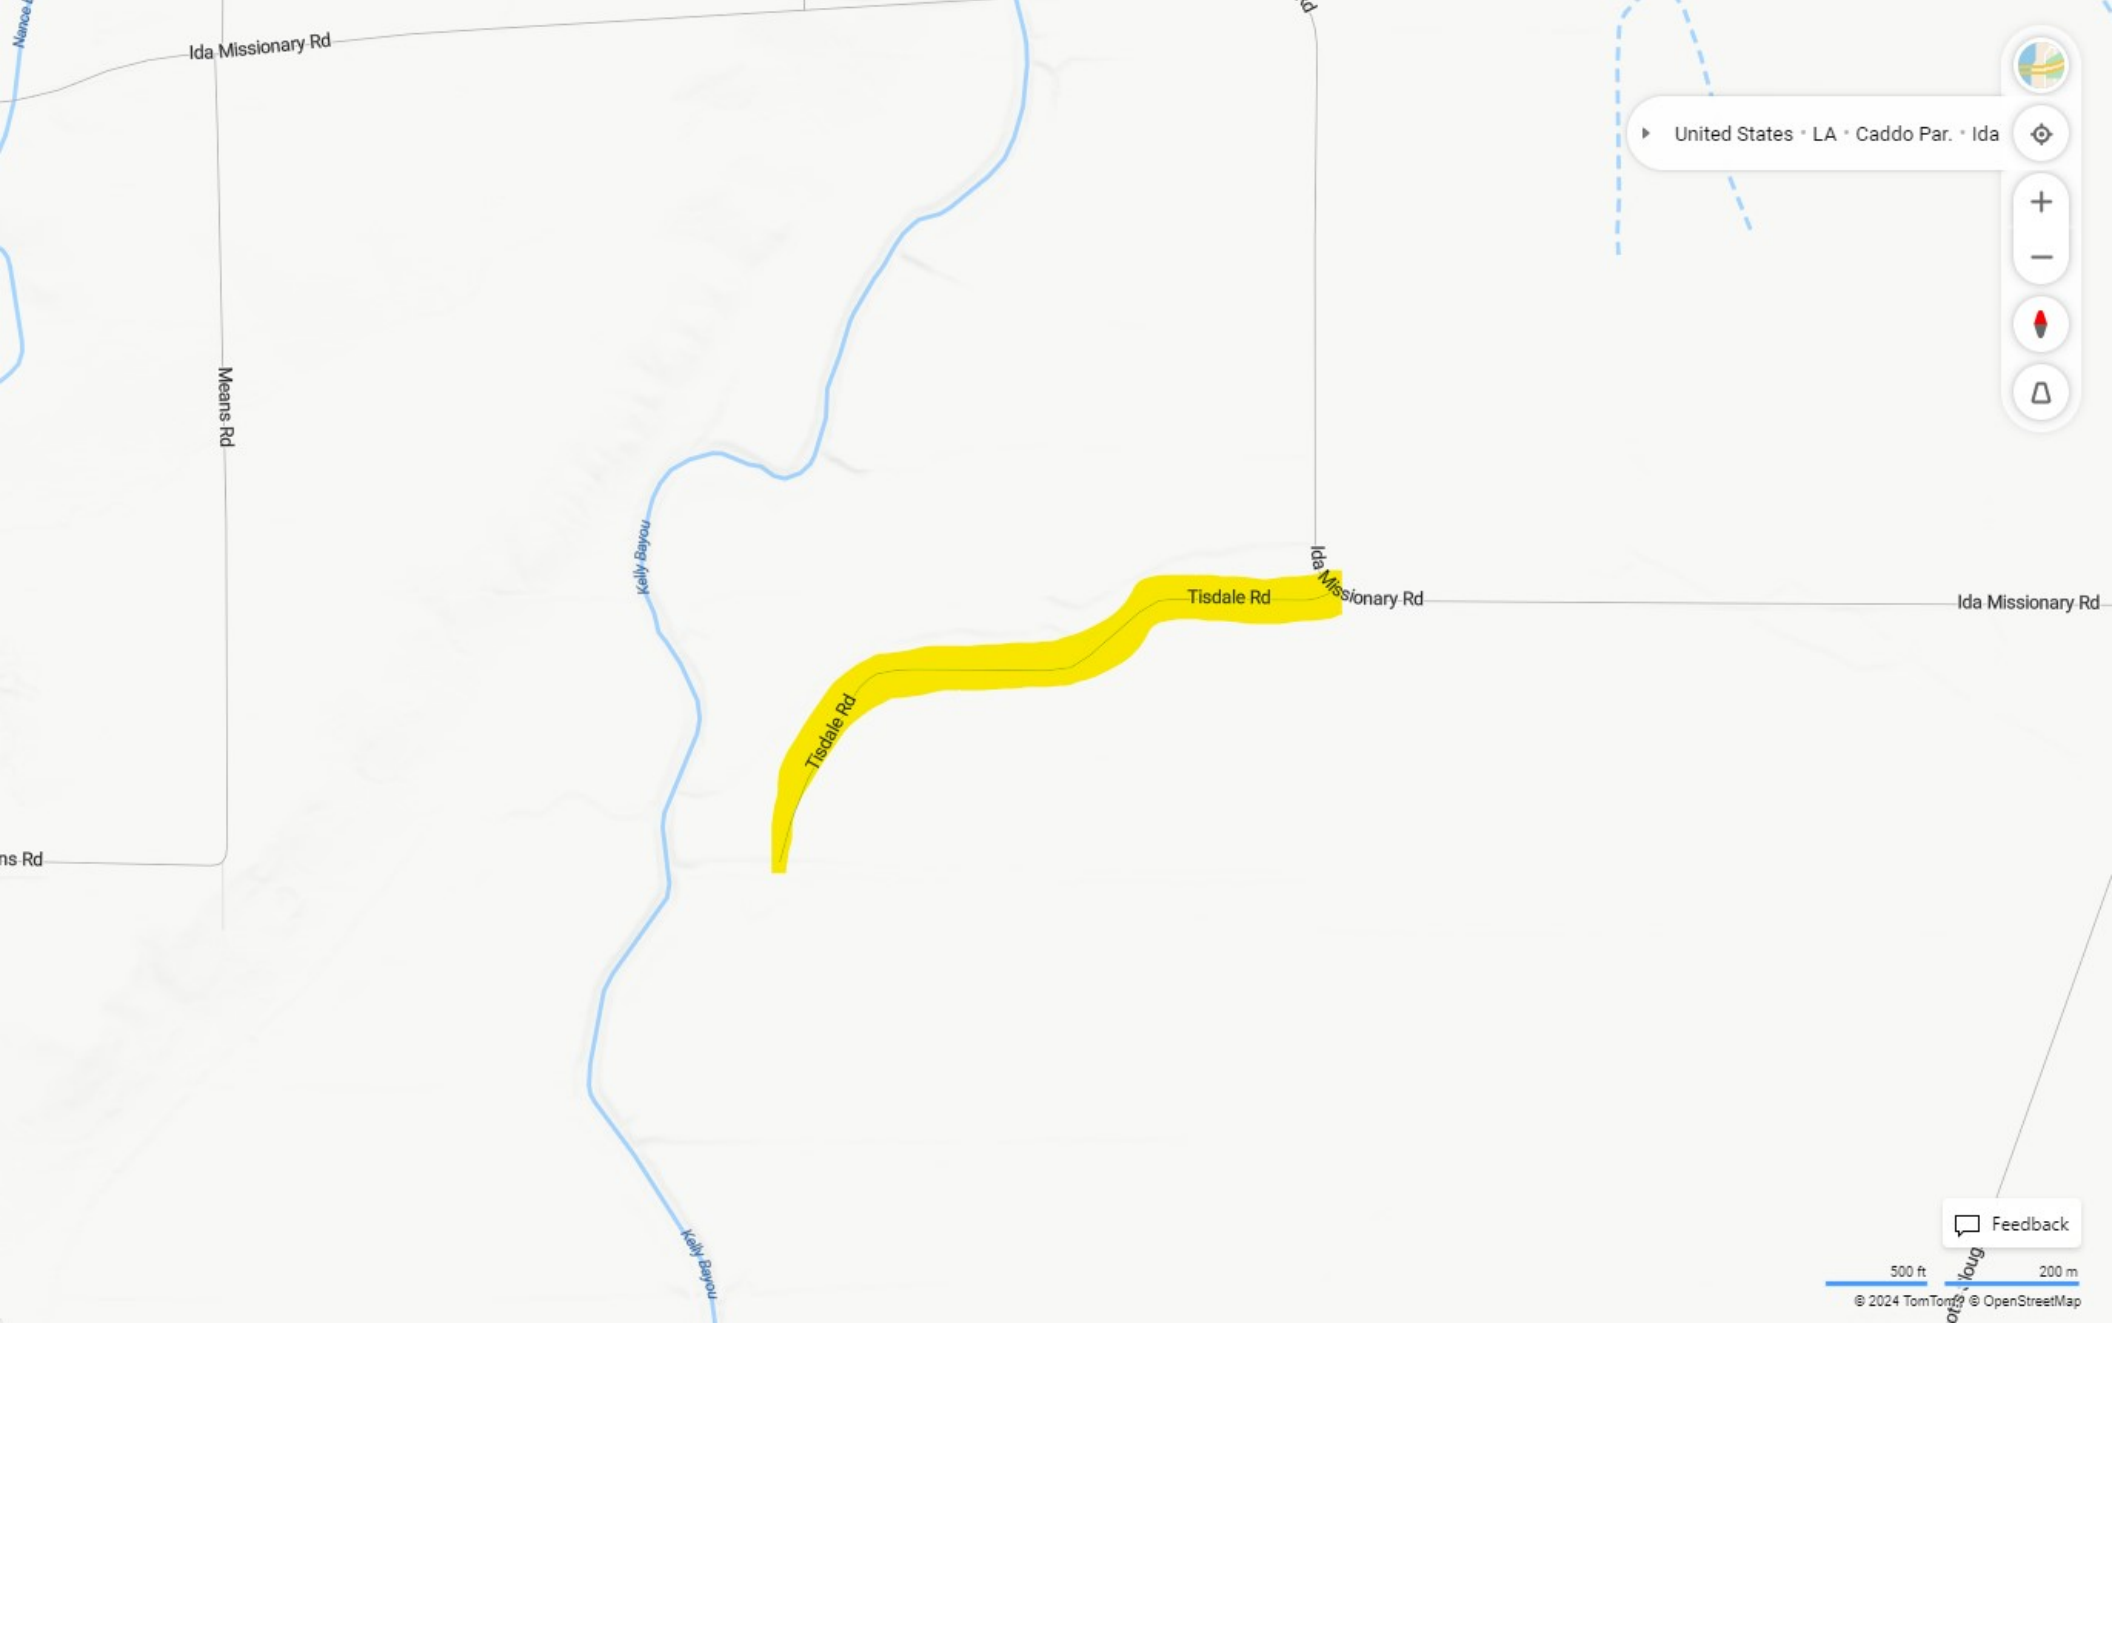 Ida Missionary Rd
United States · LA · Caddo Par. · Ida
Means Rd
Kelly Bayou
Ida Missionary Rd
Tisdale Rd
Ida Missionary Rd
Tisdale Rd
ns Rd
Feedback
Kelly Bayou
500 ft
200 m
© 2024 TomTom, © OpenStreetMap